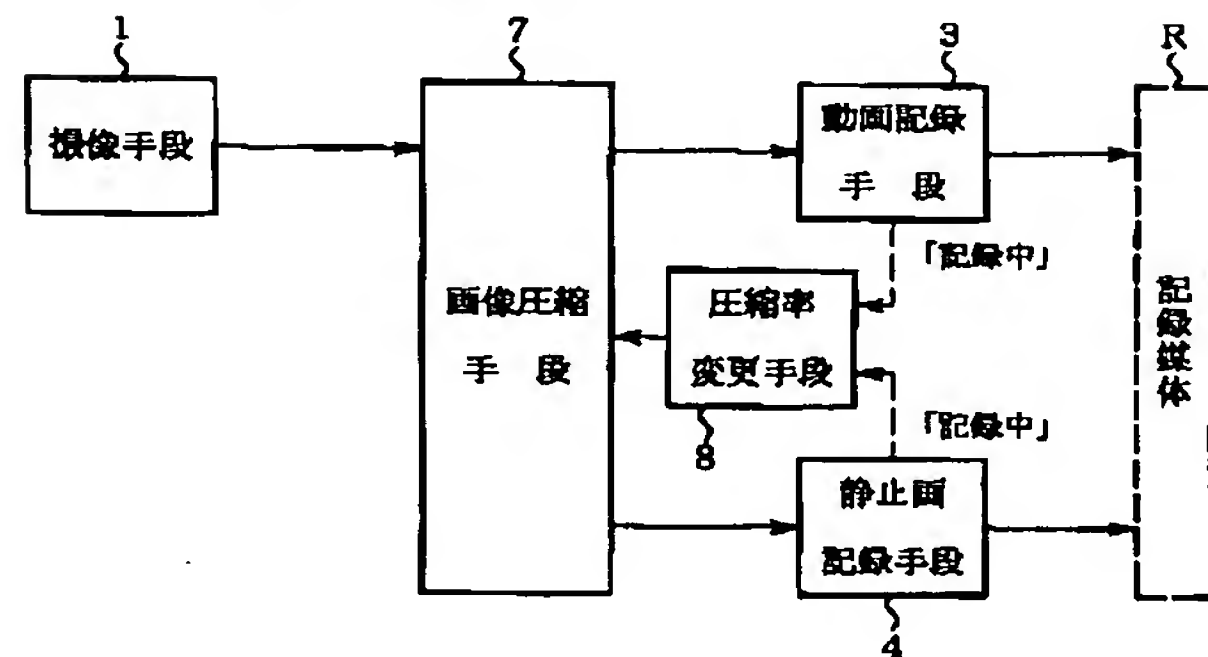 1
7
3
R
撮像手段
動画記録
手 段
「記録中」
画像圧縮
手 段
圧縮率
変更手段
記録媒体
「記録中」
8
静止画
記録手段
4